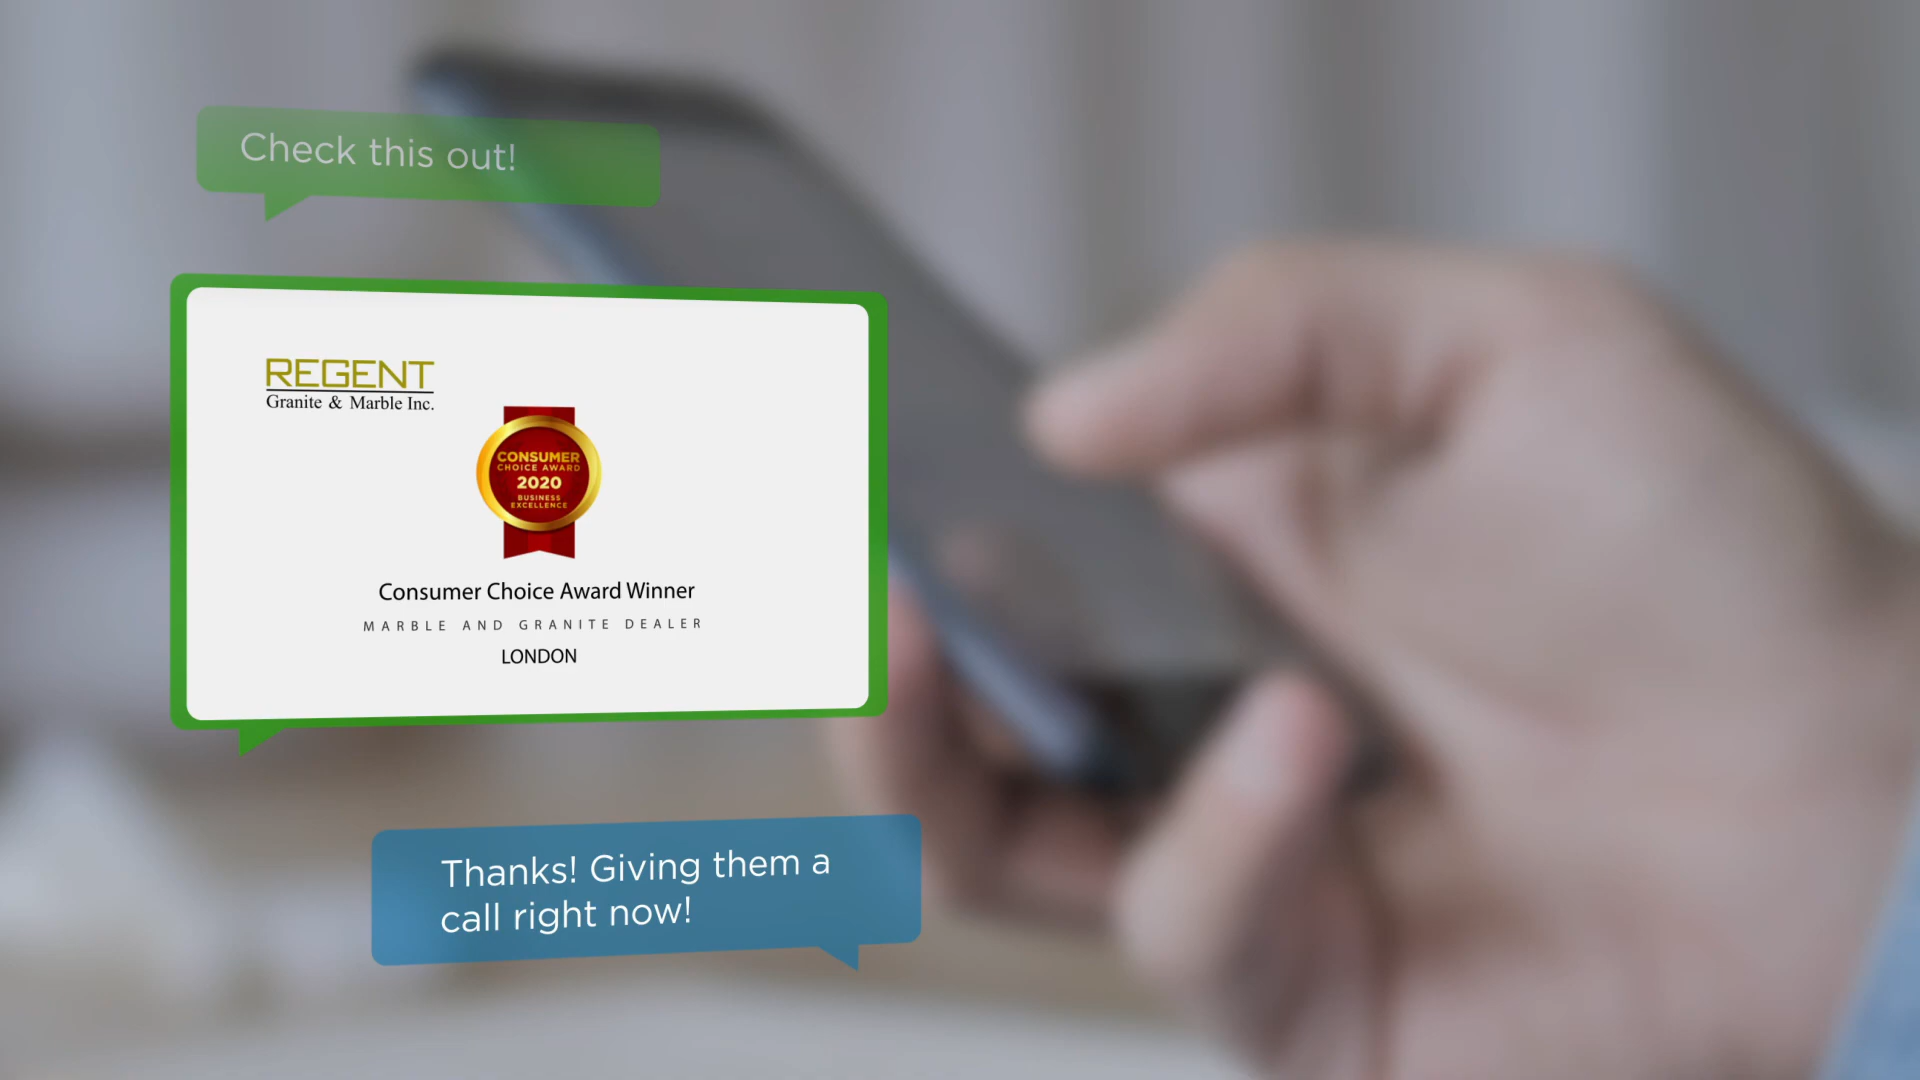 Check this out!
REGENT
Granite & Marble Inc.
CONSUMER
CHOICE AWARD
2020
BUSINESS
EXCELLENCE
Consumer Choice Award Winner
MARBLE AND GRANITE DEALER
LONDON
Thanks! Giving them a
call right now!